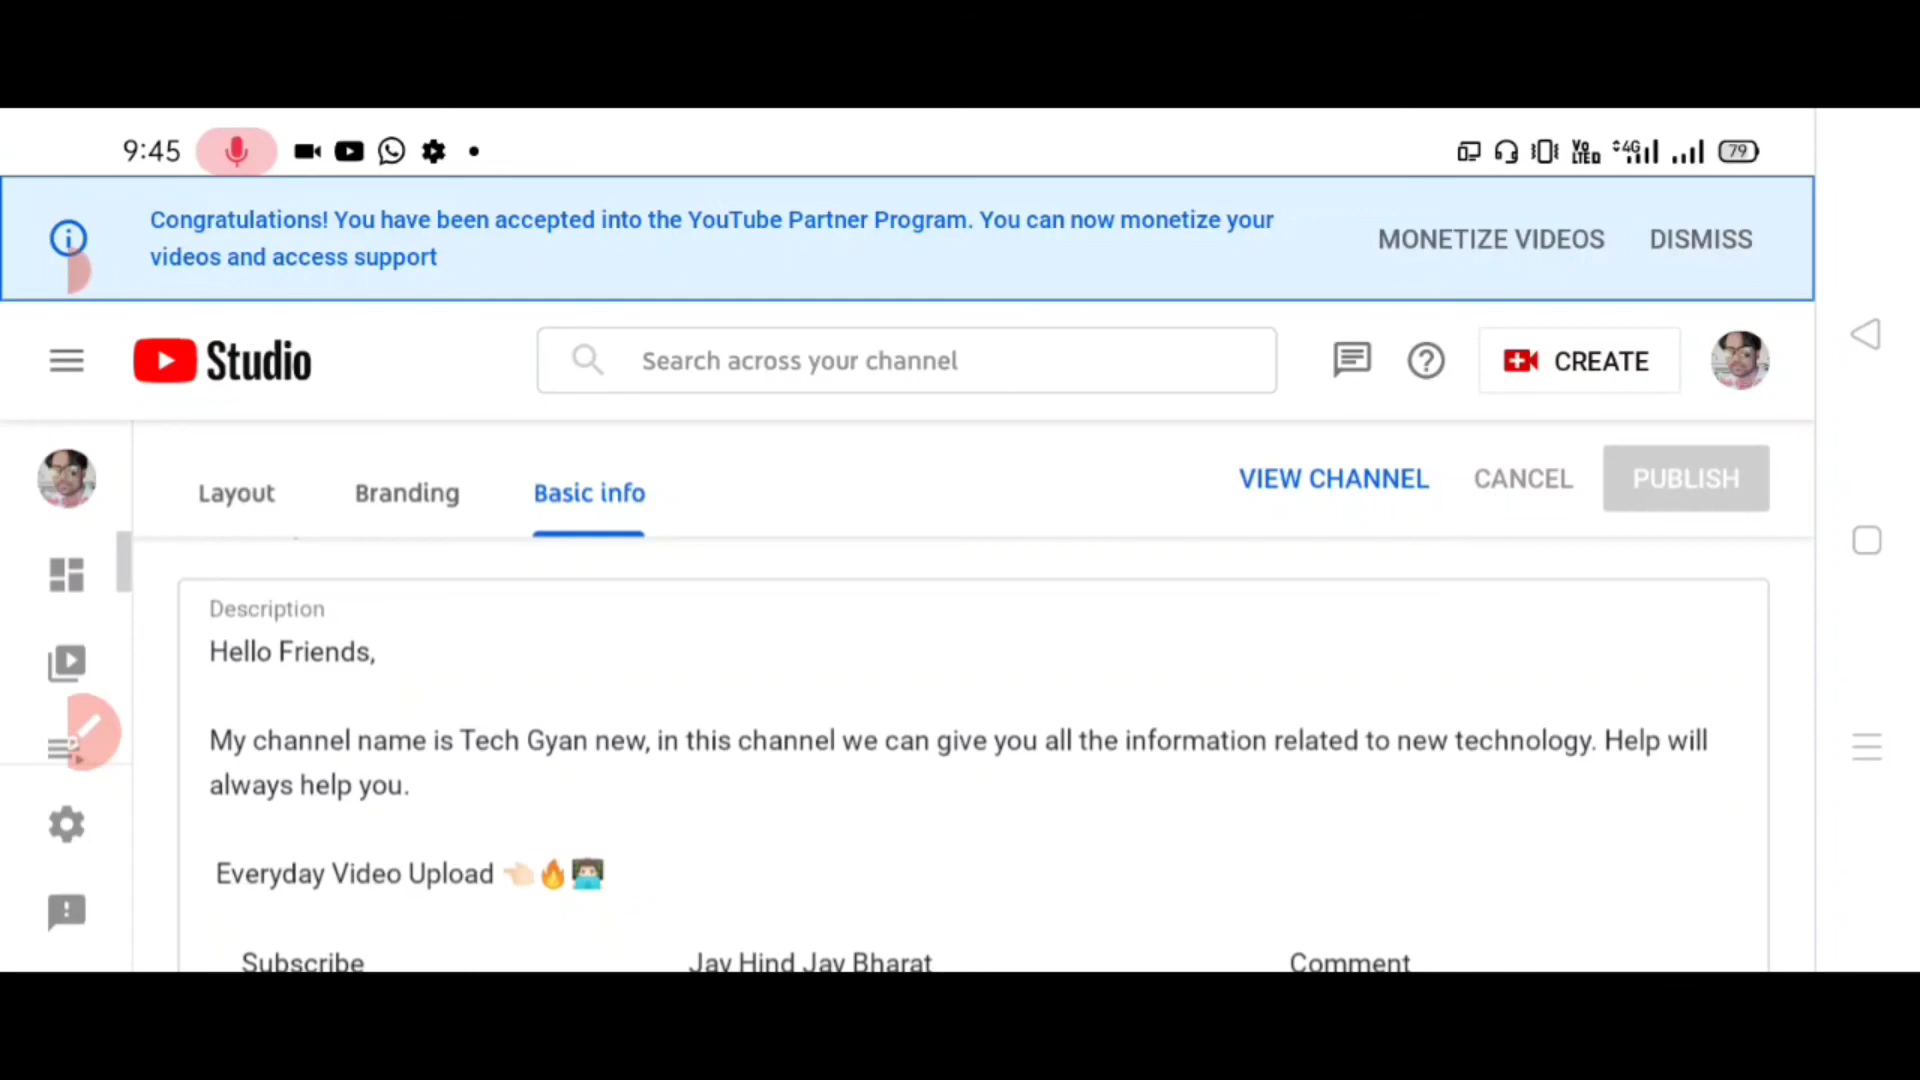 9:45 Vo LTED 4G 79
Congratulations! You have been accepted into the YouTube Partner Program. You can now monetize your
videos and access support
MONETIZE VIDEOS DISMISS
Studio Search across your channel CREATE
Layout Branding Basic info VIEW CHANNEL CANCEL PUBLISH
Description
Hello Friends,
My channel name is Tech Gyan new, in this channel we can give you all the information related to new technology. Help will
always help you.
Everyday Video Upload 👈🏻🔥👨🏻‍💻
Subscribe Jay Hind Jay Bharat Comment